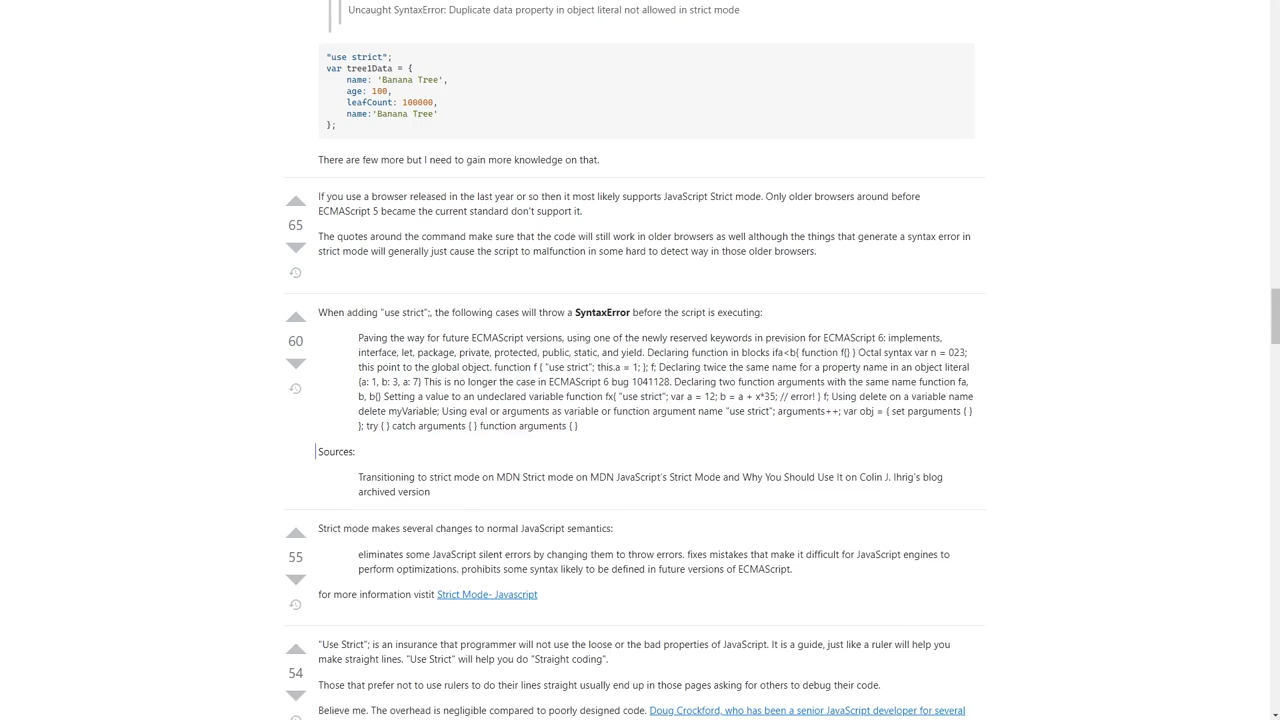 Uncaught SyntaxError: Duplicate data property in object literal not allowed in strict mode
"use strict";
var tree1Data = {
    name: 'Banana Tree',
    age: 100,
    leafCount: 100000,
    name:'Banana Tree'
};
There are few more but I need to gain more knowledge on that.
If you use a browser released in the last year or so then it most likely supports JavaScript Strict mode. Only older browsers around before
ECMAScript 5 became the current standard don't support it.
65
The quotes around the command make sure that the code will still work in older browsers as well although the things that generate a syntax error in
strict mode will generally just cause the script to malfunction in some hard to detect way in those older browsers.
When adding "use strict";, the following cases will throw a SyntaxError before the script is executing:
60
Paving the way for future ECMAScript versions, using one of the newly reserved keywords in prevision for ECMAScript 6: implements,
interface, let, package, private, protected, public, static, and yield. Declaring function in blocks ifa<b{ function f{} } Octal syntax var n = 023;
this point to the global object. function f { "use strict"; this.a = 1; }; f; Declaring twice the same name for a property name in an object literal
{a: 1, b: 3, a: 7} This is no longer the case in ECMAScript 6 bug 1041128. Declaring two function arguments with the same name function fa,
b, b{} Setting a value to an undeclared variable function fx{ "use strict"; var a = 12; b = a + x*35; // error! } f; Using delete on a variable name
delete myVariable; Using eval or arguments as variable or function argument name "use strict"; arguments++; var obj = { set parguments { }
}; try { } catch arguments { } function arguments { }
Sources:
Transitioning to strict mode on MDN Strict mode on MDN JavaScript's Strict Mode and Why You Should Use It on Colin J. Ihrig's blog
archived version
Strict mode makes several changes to normal JavaScript semantics:
55
eliminates some JavaScript silent errors by changing them to throw errors. fixes mistakes that make it difficult for JavaScript engines to
perform optimizations. prohibits some syntax likely to be defined in future versions of ECMAScript.
for more information vistit Strict Mode- Javascript
"Use Strict"; is an insurance that programmer will not use the loose or the bad properties of JavaScript. It is a guide, just like a ruler will help you
make straight lines. "Use Strict" will help you do "Straight coding".
54
Those that prefer not to use rulers to do their lines straight usually end up in those pages asking for others to debug their code.
Believe me. The overhead is negligible compared to poorly designed code. Doug Crockford, who has been a senior JavaScript developer for several